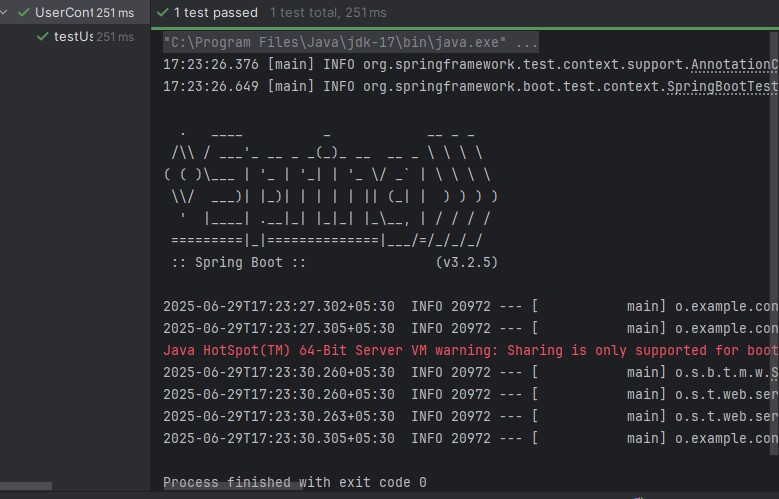 UserCont 251 ms
testUs 251 ms
1 test passed 1 test total, 251 ms
"C:\Program Files\Java\jdk-17\bin\java.exe" ...
17:23:26.376 [main] INFO org.springframework.test.context.support.AnnotationC
17:23:26.649 [main] INFO org.springframework.boot.test.context.SpringBootTest

  .   ____          _            __ _ _
 /\\ / ___'_ __ _ _(_)_ __  __ _ \ \ \ \
( ( )\___ | '_ | '_| | '_ \/ _` | \ \ \ \
 \\/  ___)| |_)| | | | | || (_| |  ) ) ) )
  '  |____| .__|_| |_|_| |_\__, | / / / /
 =========|_|==============|___/=/_/_/_/
 :: Spring Boot ::                (v3.2.5)

2025-06-29T17:23:27.302+05:30  INFO 20972 --- [           main] o.example.con
2025-06-29T17:23:27.305+05:30  INFO 20972 --- [           main] o.example.con
Java HotSpot(TM) 64-Bit Server VM warning: Sharing is only supported for boot
2025-06-29T17:23:30.260+05:30  INFO 20972 --- [           main] o.s.b.t.m.w.S
2025-06-29T17:23:30.260+05:30  INFO 20972 --- [           main] o.s.t.web.ser
2025-06-29T17:23:30.263+05:30  INFO 20972 --- [           main] o.s.t.web.ser
2025-06-29T17:23:30.305+05:30  INFO 20972 --- [           main] o.example.con

Process finished with exit code 0